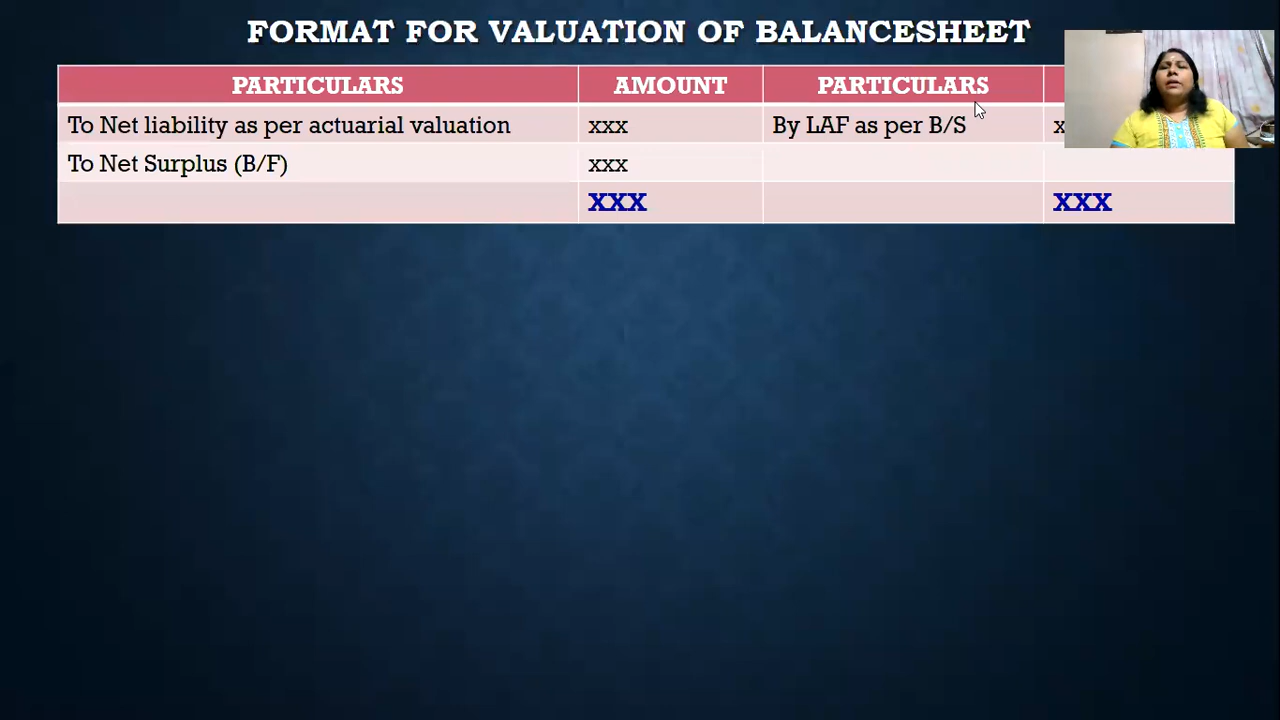 FORMAT FOR VALUATION OF BALANCESHEET
PARTICULARS AMOUNT PARTICULARS
To Net liability as per actuarial valuation xxx By LAF as per B/S x
To Net Surplus (B/F) xxx
XXX XXX